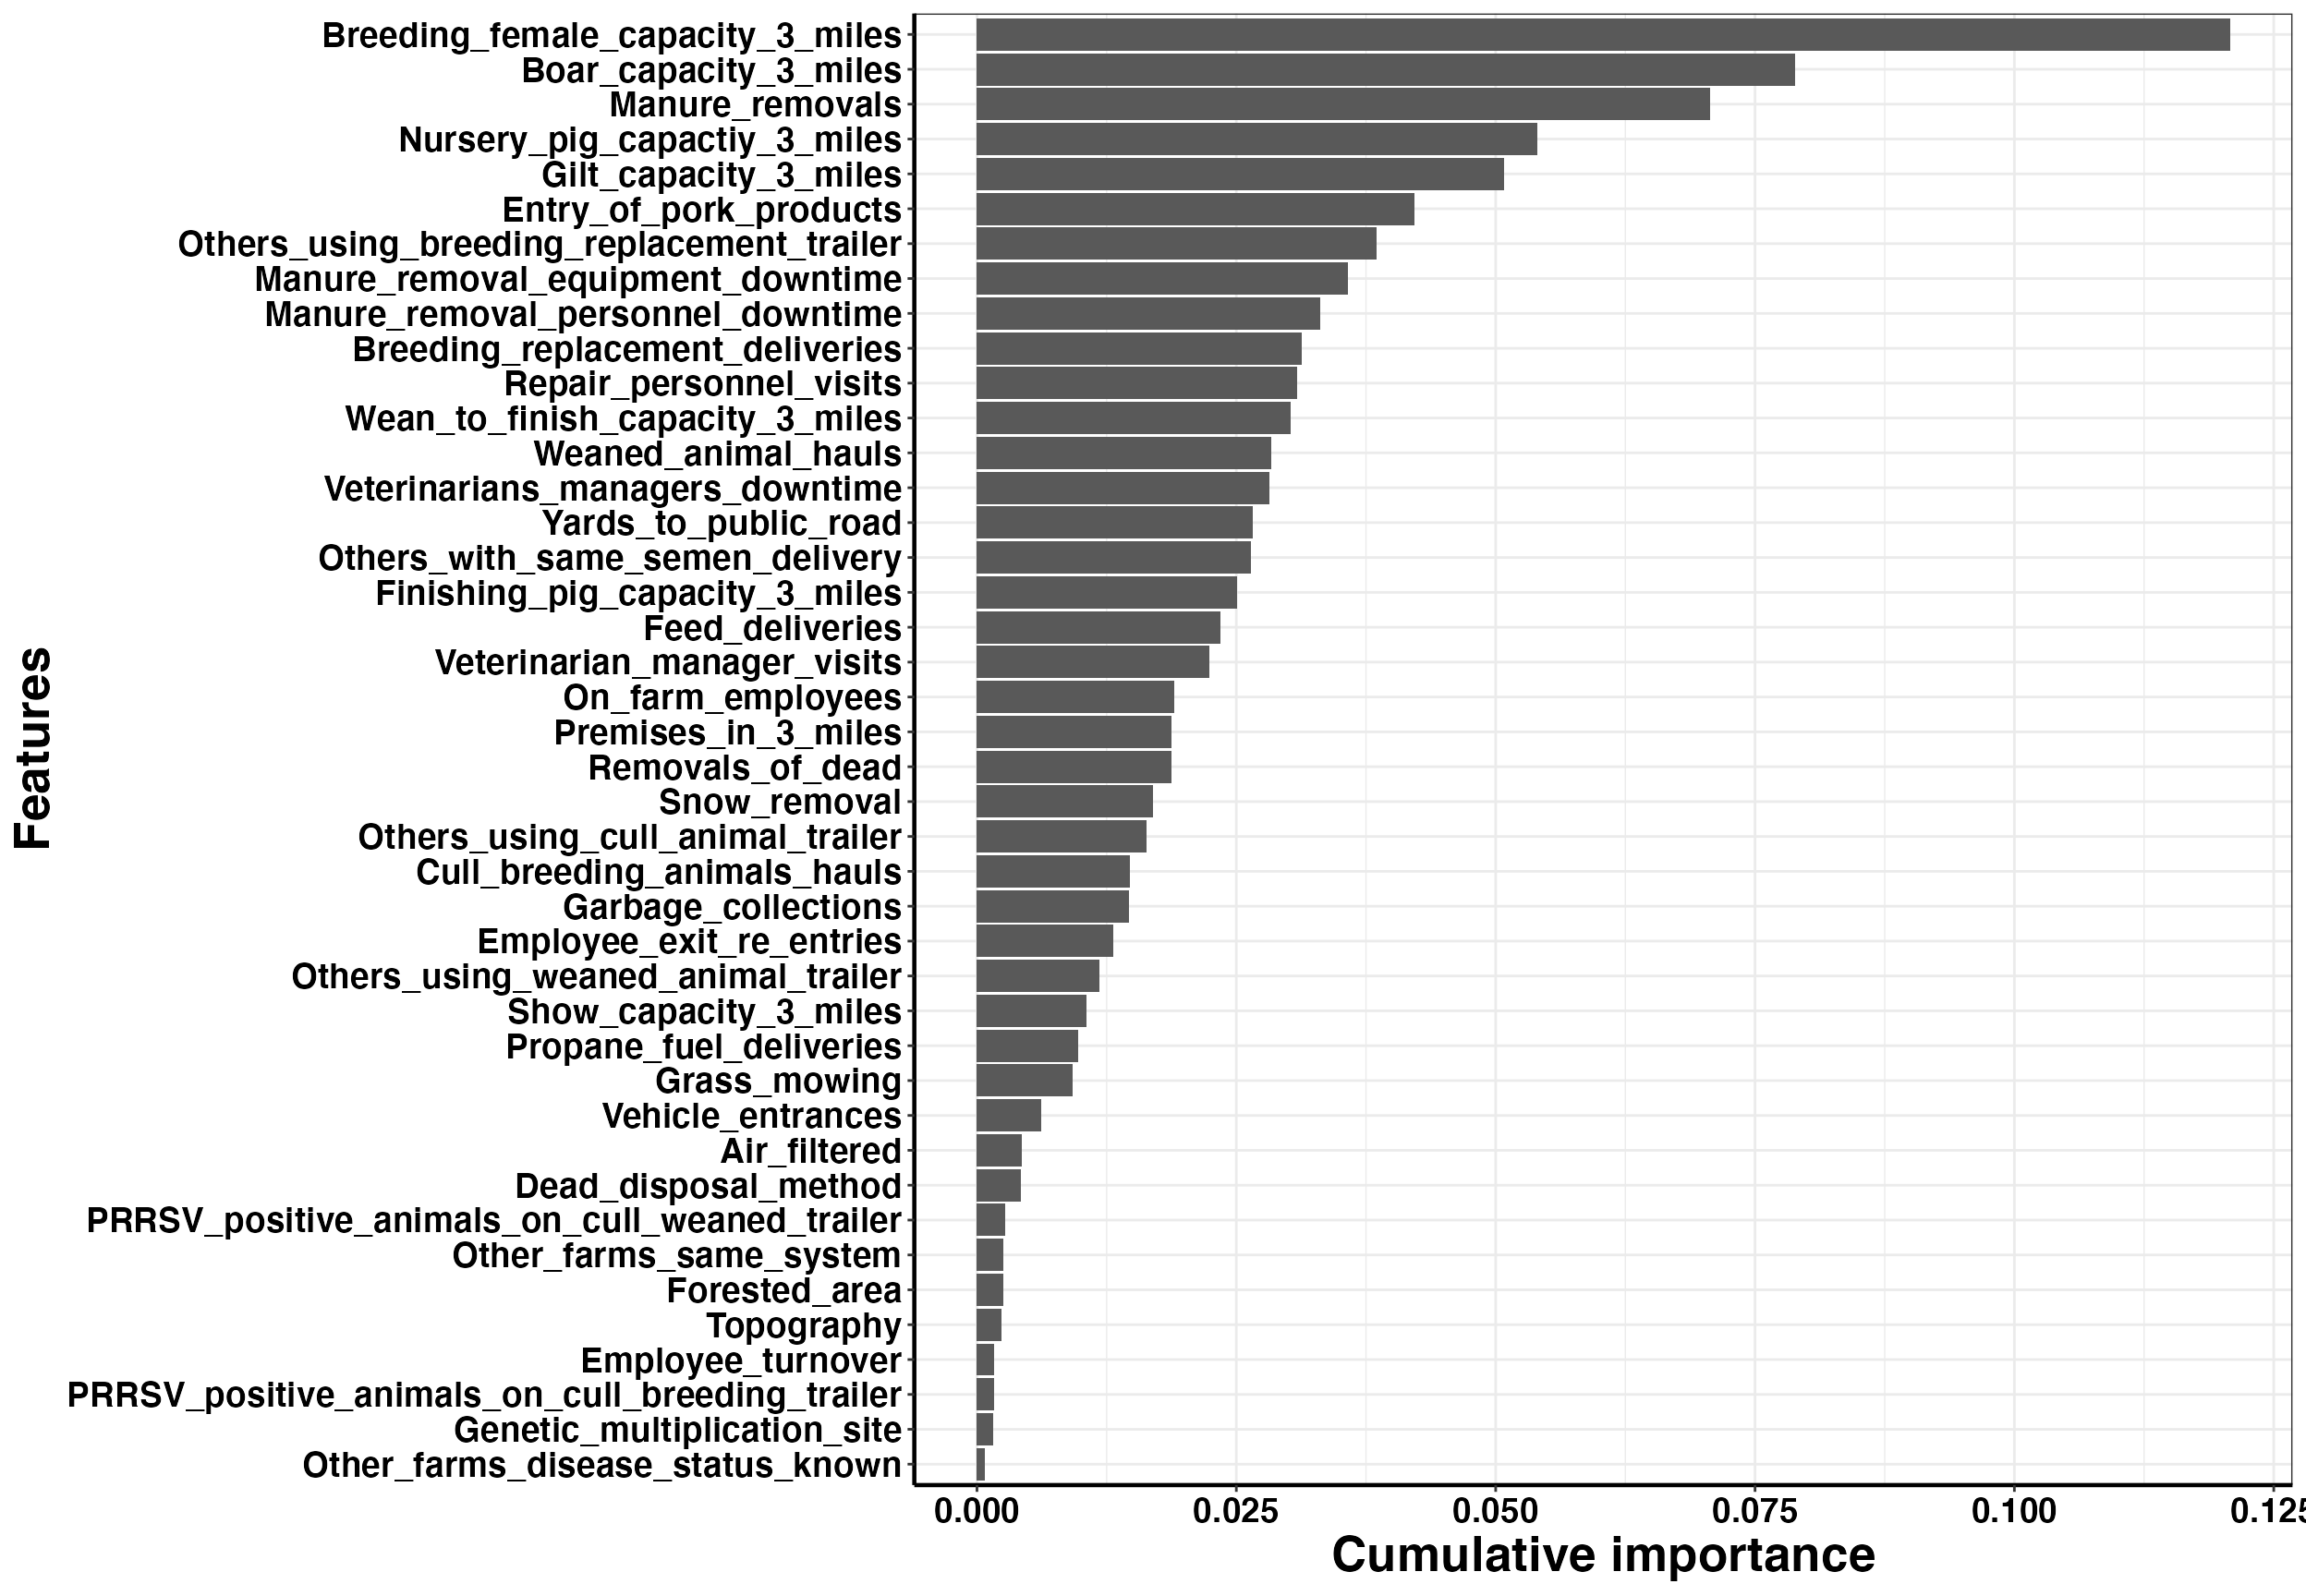 Breeding_female_capacity_3_miles
Boar_capacity_3_miles
Manure_removals
Nursery_pig_capactiy_3_miles
Gilt_capacity_3_miles
Entry_of_pork_products
Others_using_breeding_replacement_trailer
Manure_removal_equipment_downtime
Manure_removal_personnel_downtime
Breeding_replacement_deliveries
Repair_personnel_visits
Wean_to_finish_capacity_3_miles
Weaned_animal_hauls
Veterinarians_managers_downtime
Yards_to_public_road
Others_with_same_semen_delivery
Finishing_pig_capacity_3_miles
Feed_deliveries
Veterinarian_manager_visits
On_farm_employees
Premises_in_3_miles
Removals_of_dead
Snow_removal
Others_using_cull_animal_trailer
Cull_breeding_animals_hauls
Garbage_collections
Employee_exit_re_entries
Others_using_weaned_animal_trailer
Show_capacity_3_miles
Propane_fuel_deliveries
Grass_mowing
Vehicle_entrances
Air_filtered
Dead_disposal_method
PRRSV_positive_animals_on_cull_weaned_trailer
Other_farms_same_system
Forested_area
Topography
Employee_turnover
PRRSV_positive_animals_on_cull_breeding_trailer
Genetic_multiplication_site
Other_farms_disease_status_known
Features
0.000 0.025 0.050 0.075 0.100 0.125
Cumulative importance